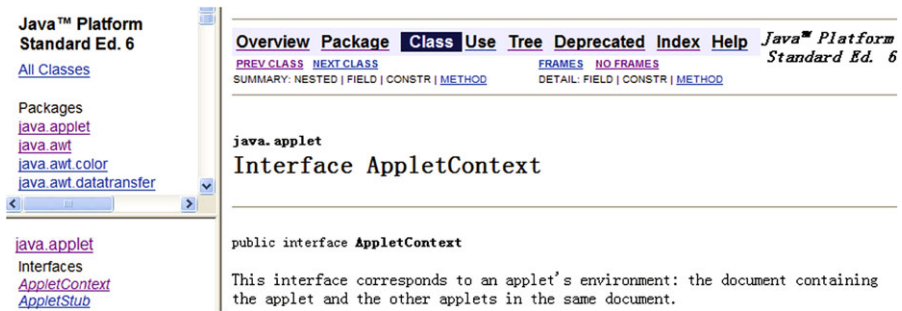 Java™ Platform
Standard Ed. 6
All Classes
Packages
java.applet
java.awt
java.awt.color
java.awt.datatransfer
java.applet
Interfaces
AppletContext
AppletStub
Overview Package Class Use Tree Deprecated Index Help
Java™ Platform
Standard Ed. 6
PREV CLASS NEXT CLASS FRAMES NO FRAMES
SUMMARY: NESTED | FIELD | CONSTR | METHOD DETAIL: FIELD | CONSTR | METHOD
java.applet
Interface AppletContext
public interface AppletContext
This interface corresponds to an applet's environment: the document containing
the applet and the other applets in the same document.